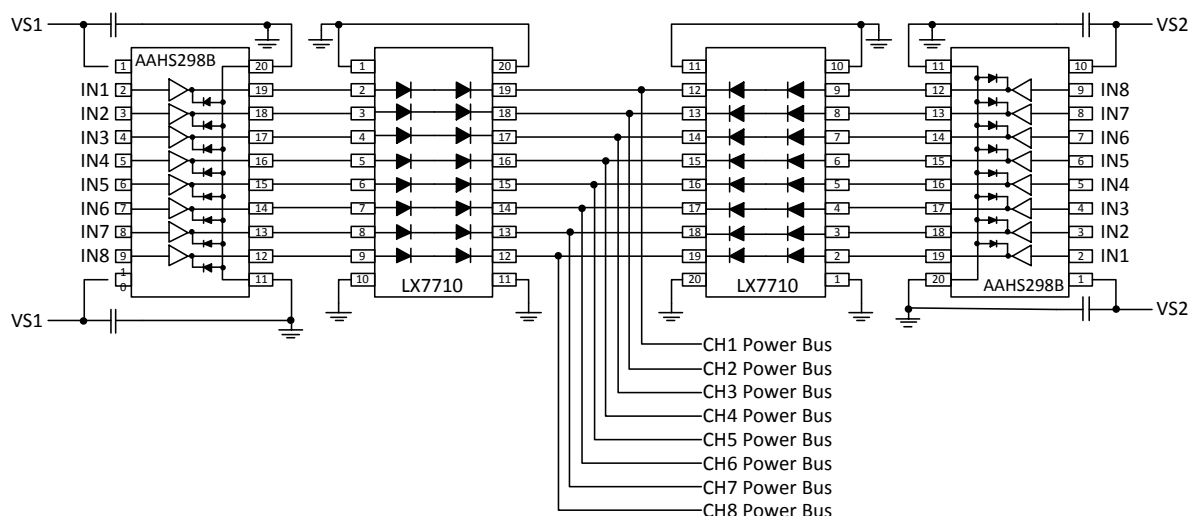 VS1
VS2
AAHS298B
1 20
1 20
11 10
11 10
IN1 2 19
2 19
12 9
12 9 IN8
IN2 3 18
3 18
13 8
13 8 IN7
IN3 4 17
4 17
14 7
14 7 IN6
IN4 5 16
5 16
15 6
15 6 IN5
IN5 6 15
6 15
16 5
16 5 IN4
IN6 7 14
7 14
17 4
17 4 IN3
IN7 8 13
8 13
18 3
18 3 IN2
IN8 9 12
9 12
19 2
19 2 IN1
10 11
10 11
20 1
20 1
LX7710
LX7710
AAHS298B
VS1
VS2
CH1 Power Bus
CH2 Power Bus
CH3 Power Bus
CH4 Power Bus
CH5 Power Bus
CH6 Power Bus
CH7 Power Bus
CH8 Power Bus